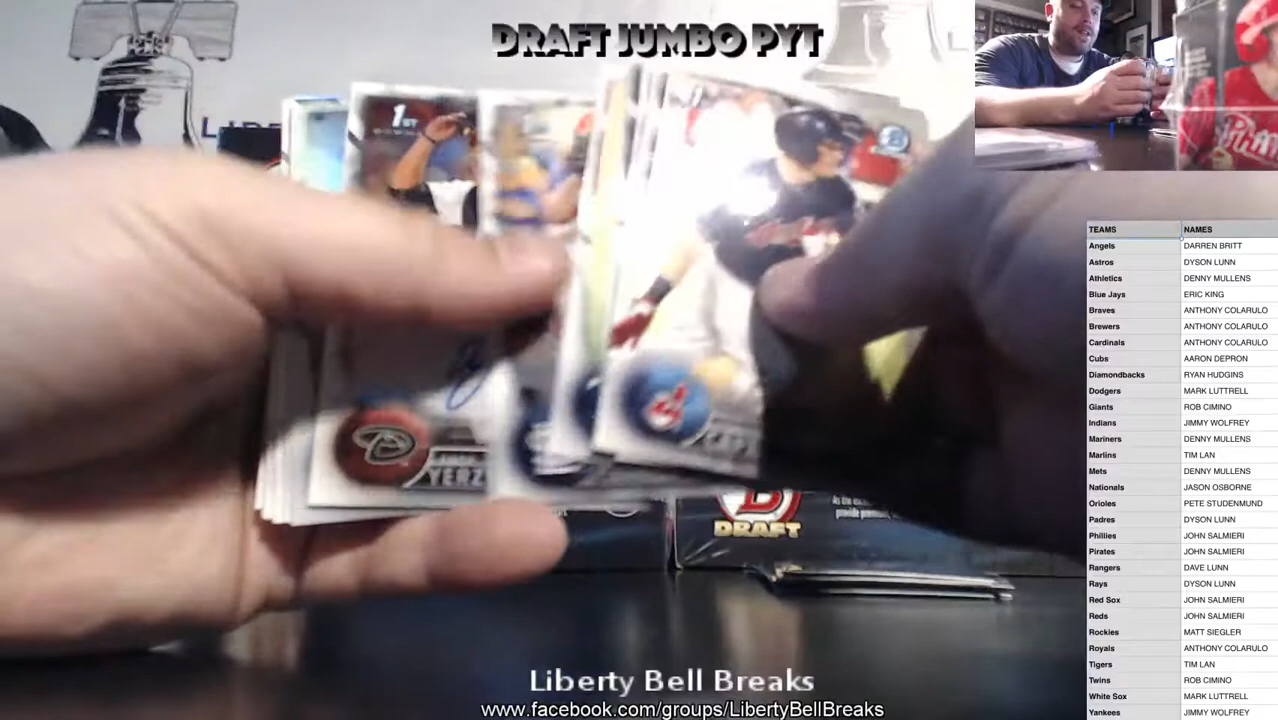 DRAFT JUMBO PYT
LIBE
1ST
YERZ
DRAFT
TEAMS NAMES
Angels DARREN BRITT
Astros DYSON LUNN
Athletics DENNY MULLENS
Blue Jays ERIC KING
Braves ANTHONY COLARULO
Brewers ANTHONY COLARULO
Cardinals ANTHONY COLARULO
Cubs AARON DEPRON
Diamondbacks RYAN HUDGINS
Dodgers MARK LUTTRELL
Giants ROB CIMINO
Indians JIMMY WOLFREY
Mariners DENNY MULLENS
Marlins TIM LAN
Mets DENNY MULLENS
Nationals JASON OSBORNE
Orioles PETE STUDENMUND
Padres DYSON LUNN
Phillies JOHN SALMIERI
Pirates JOHN SALMIERI
Rangers DAVE LUNN
Rays DYSON LUNN
Red Sox JOHN SALMIERI
Reds JOHN SALMIERI
Rockies MATT SIEGLER
Royals ANTHONY COLARULO
Tigers TIM LAN
Twins ROB CIMINO
White Sox MARK LUTTRELL
Yankees JIMMY WOLFREY
Liberty Bell Breaks
www.facebook.com/groups/LibertyBellBreaks